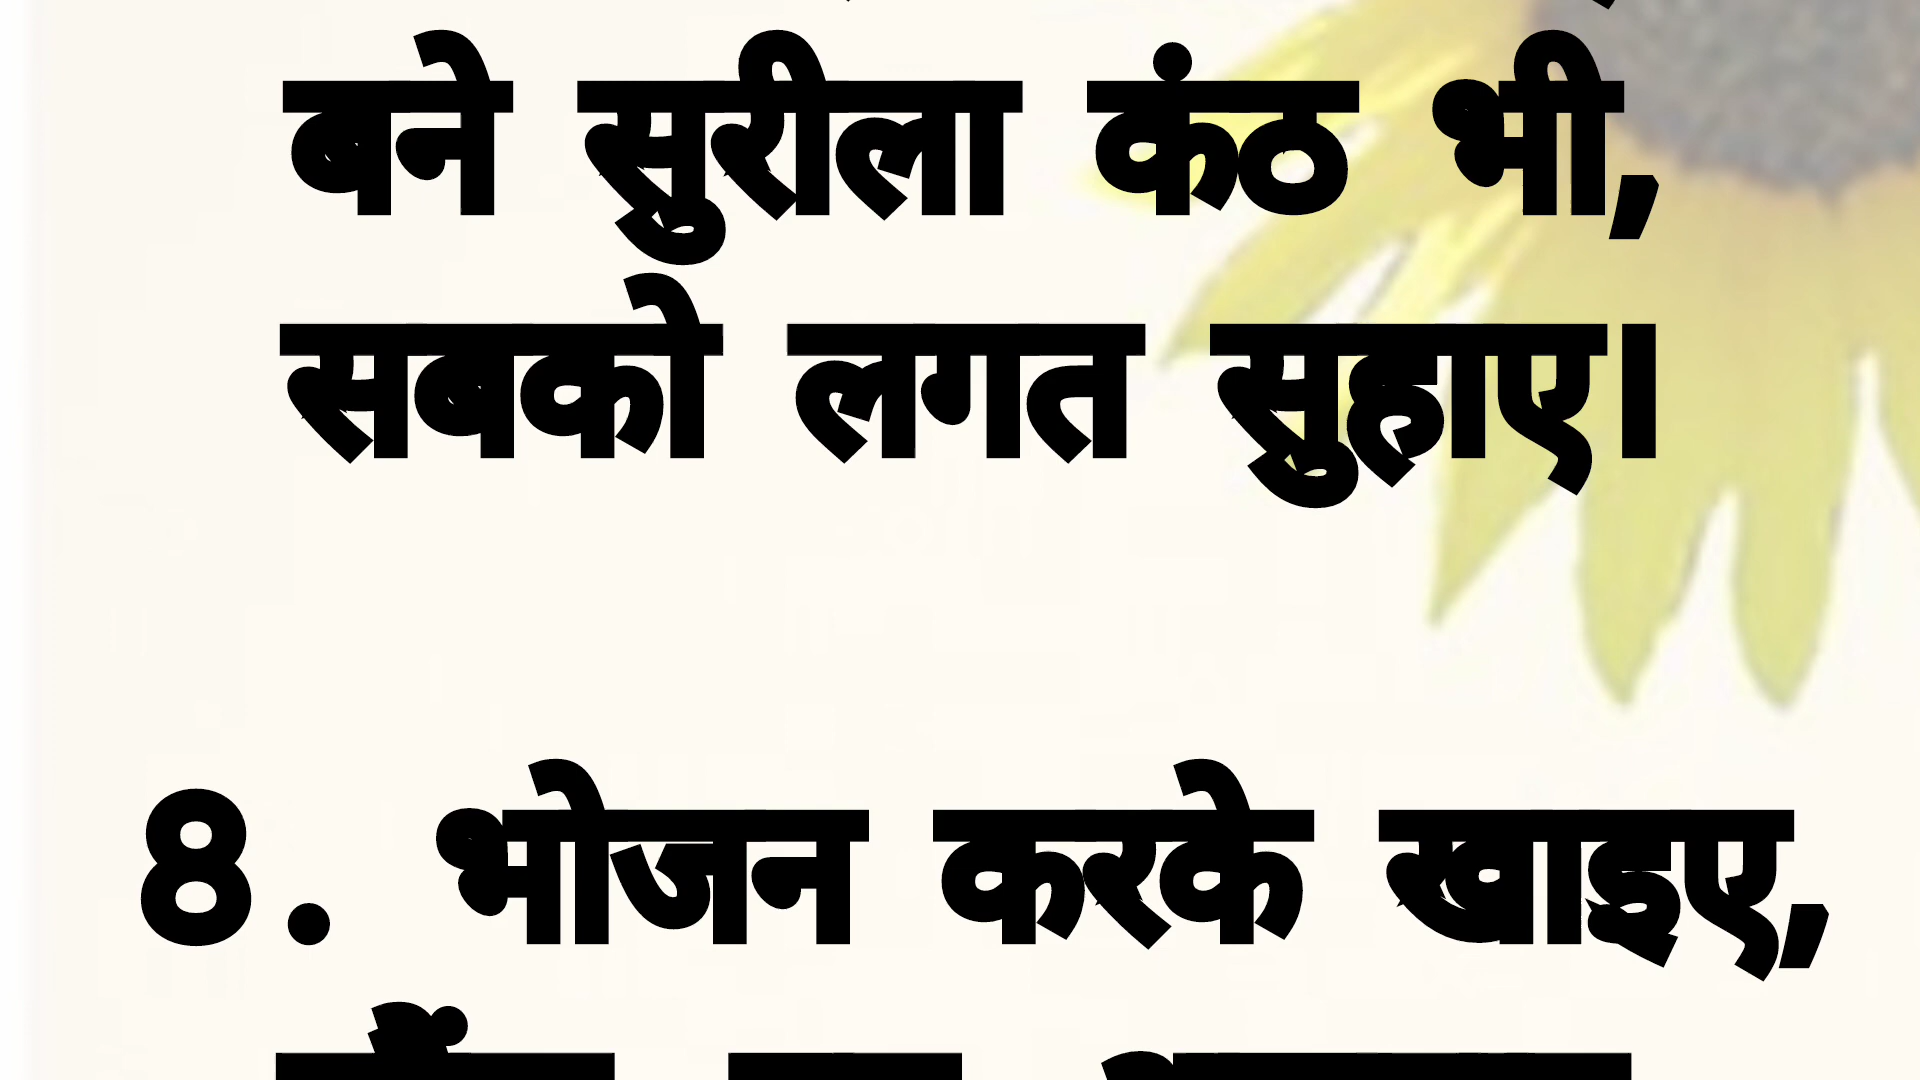 बने सुरीला कंठ भी,
सबको लगत सुहाए।
8. भोजन करके खाइए,